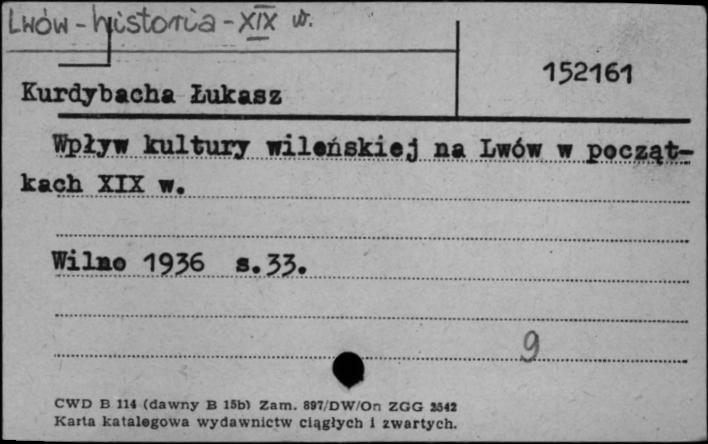 Lwów - historia - XIX w.
152161
Kurdybacha Łukasz
Wpływ kultury wileńskiej na Lwów w począt-
kach XIX w.
Wilno 1936 s.33.
9
CWD B 114 (dawny B 15b) Zam. 897/DW/On ZGG 2542
Karta katalogowa wydawnictw ciągłych i zwartych.